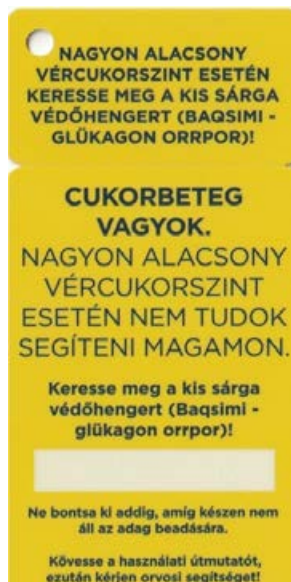 NAGYON ALACSONY
VÉRCUKORSZINT ESETÉN
KERESSE MEG A KIS SÁRGA
VÉDŐHENGERT (BAQSIMI -
GLÜKAGON ORRPOR)!
CUKORBETEG
VAGYOK.
NAGYON ALACSONY
VÉRCUKORSZINT
ESETÉN NEM TUDOK
SEGÍTENI MAGAMON.
Keresse meg a kis sárga
védőhengert (Baqsimi -
glükagon orrpor)!
Ne bontsa ki addig, amíg készen nem
áll az adag beadására.
Kövesse a használati útmutatót,
ezután kérjen orvosi segítséget!